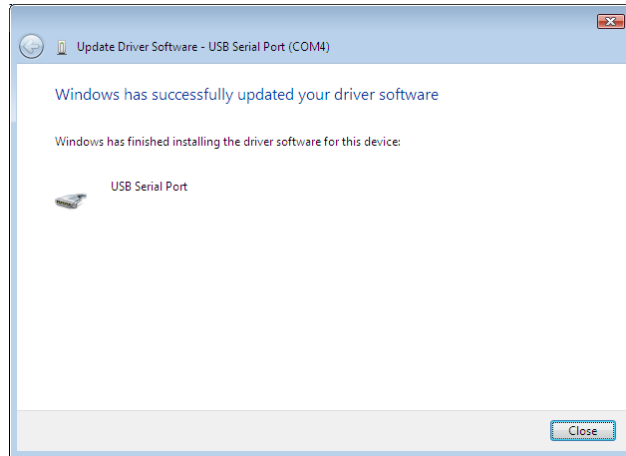 Update Driver Software - USB Serial Port (COM4)
Windows has successfully updated your driver software
Windows has finished installing the driver software for this device:
USB Serial Port
Close